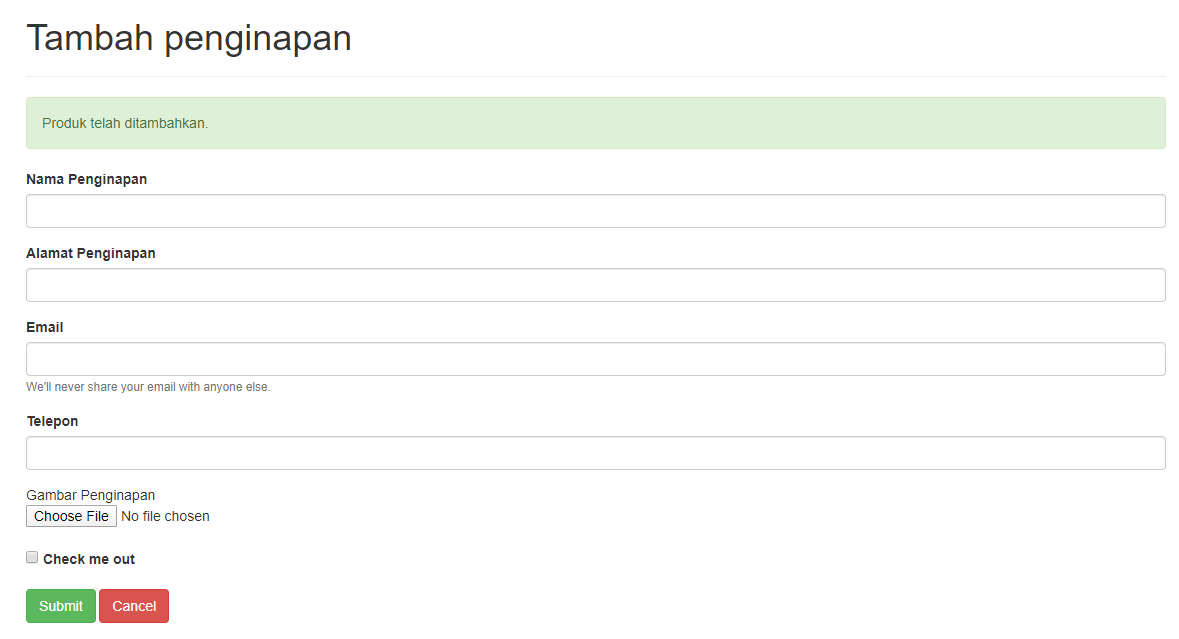 Tambah penginapan
Produk telah ditambahkan.
Nama Penginapan
Alamat Penginapan
Email
We'll never share your email with anyone else.
Telepon
Gambar Penginapan
Choose File No file chosen
Check me out
Submit Cancel